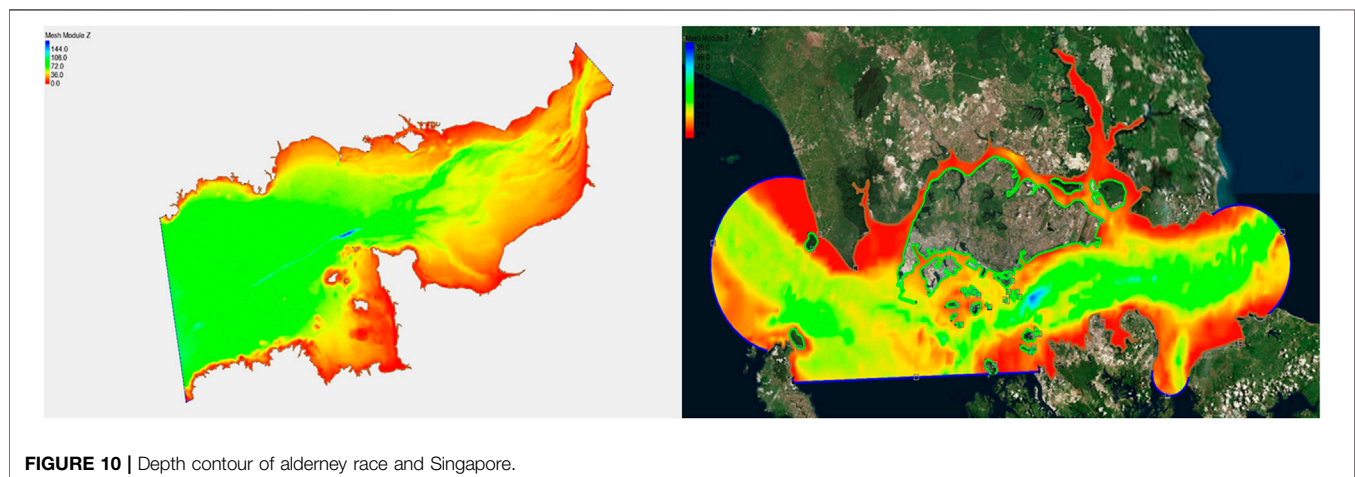 Mesh Module Z
144.0
108.0
72.0
36.0
0.0
Mesh Module Z
FIGURE 10 | Depth contour of alderney race and Singapore.